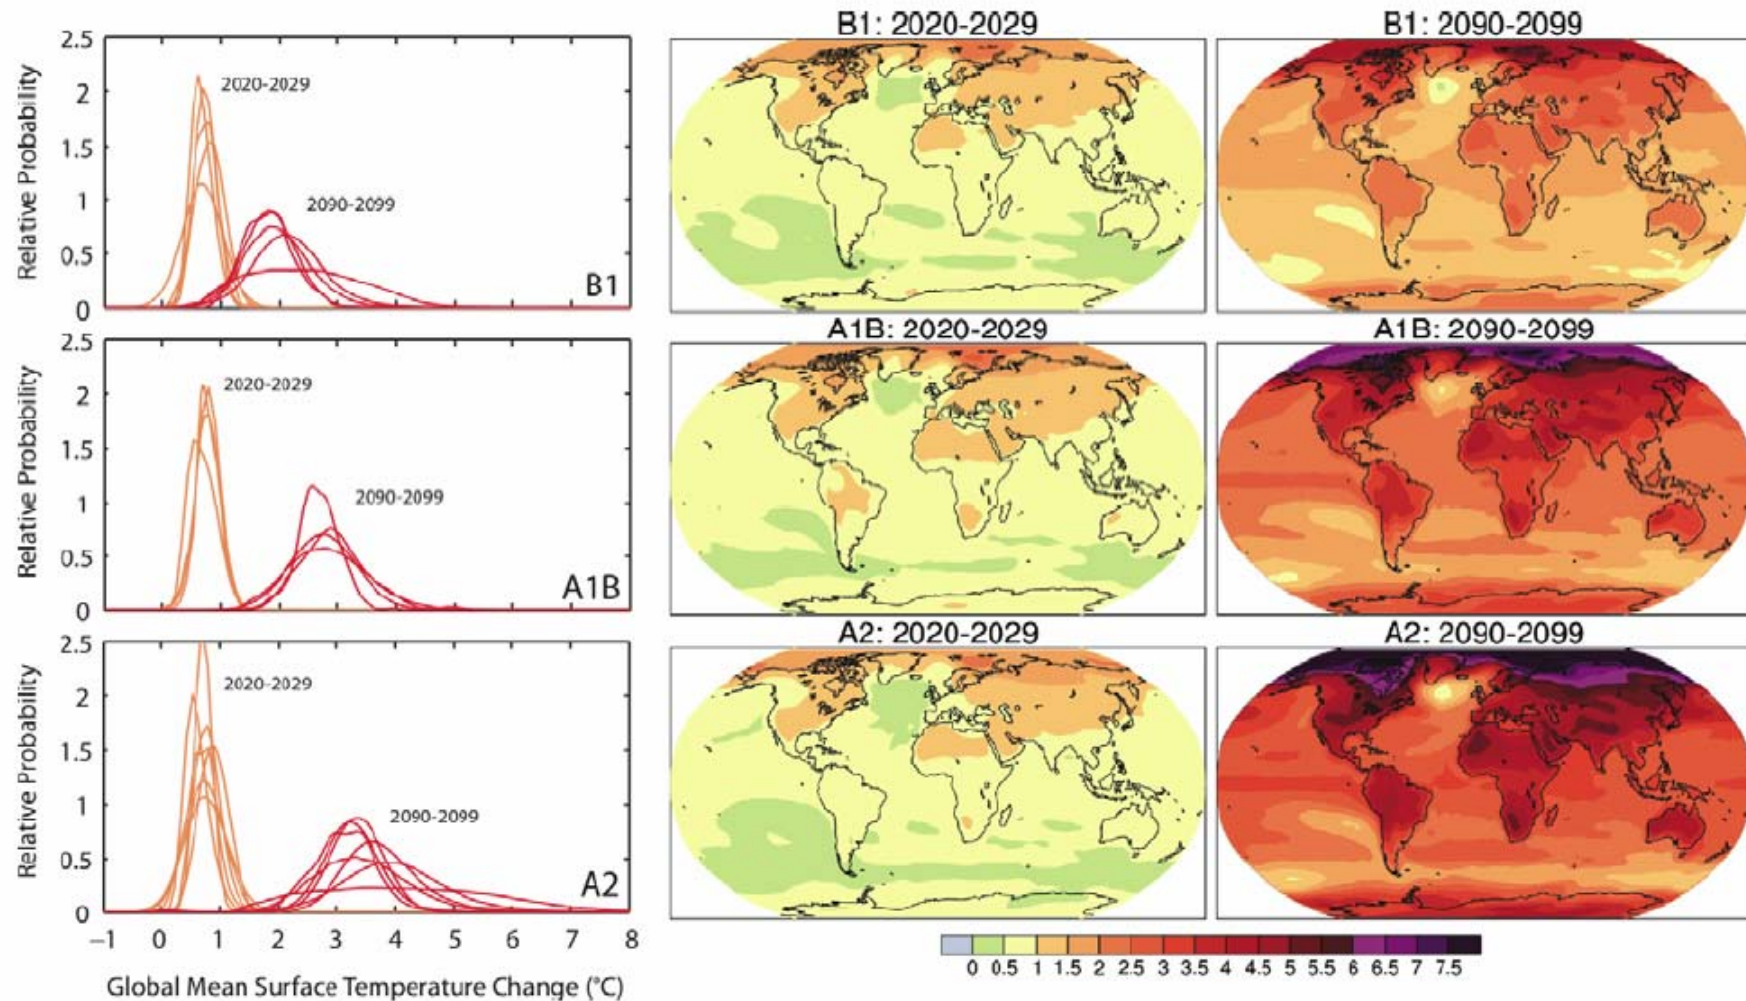 B1: 2020-2029
B1: 2090-2099
2.5
2
1.5
1
0.5
0
Relative Probability
2020-2029
2090-2099
B1
A1B: 2020-2029
A1B: 2090-2099
2.5
2
1.5
1
0.5
0
Relative Probability
2020-2029
2090-2099
A1B
A2: 2020-2029
A2: 2090-2099
2.5
2
1.5
1
0.5
0
Relative Probability
2020-2029
2090-2099
A2
−1 0 1 2 3 4 5 6 7 8
Global Mean Surface Temperature Change (°C)
0 0.5 1 1.5 2 2.5 3 3.5 4 4.5 5 5.5 6 6.5 7 7.5